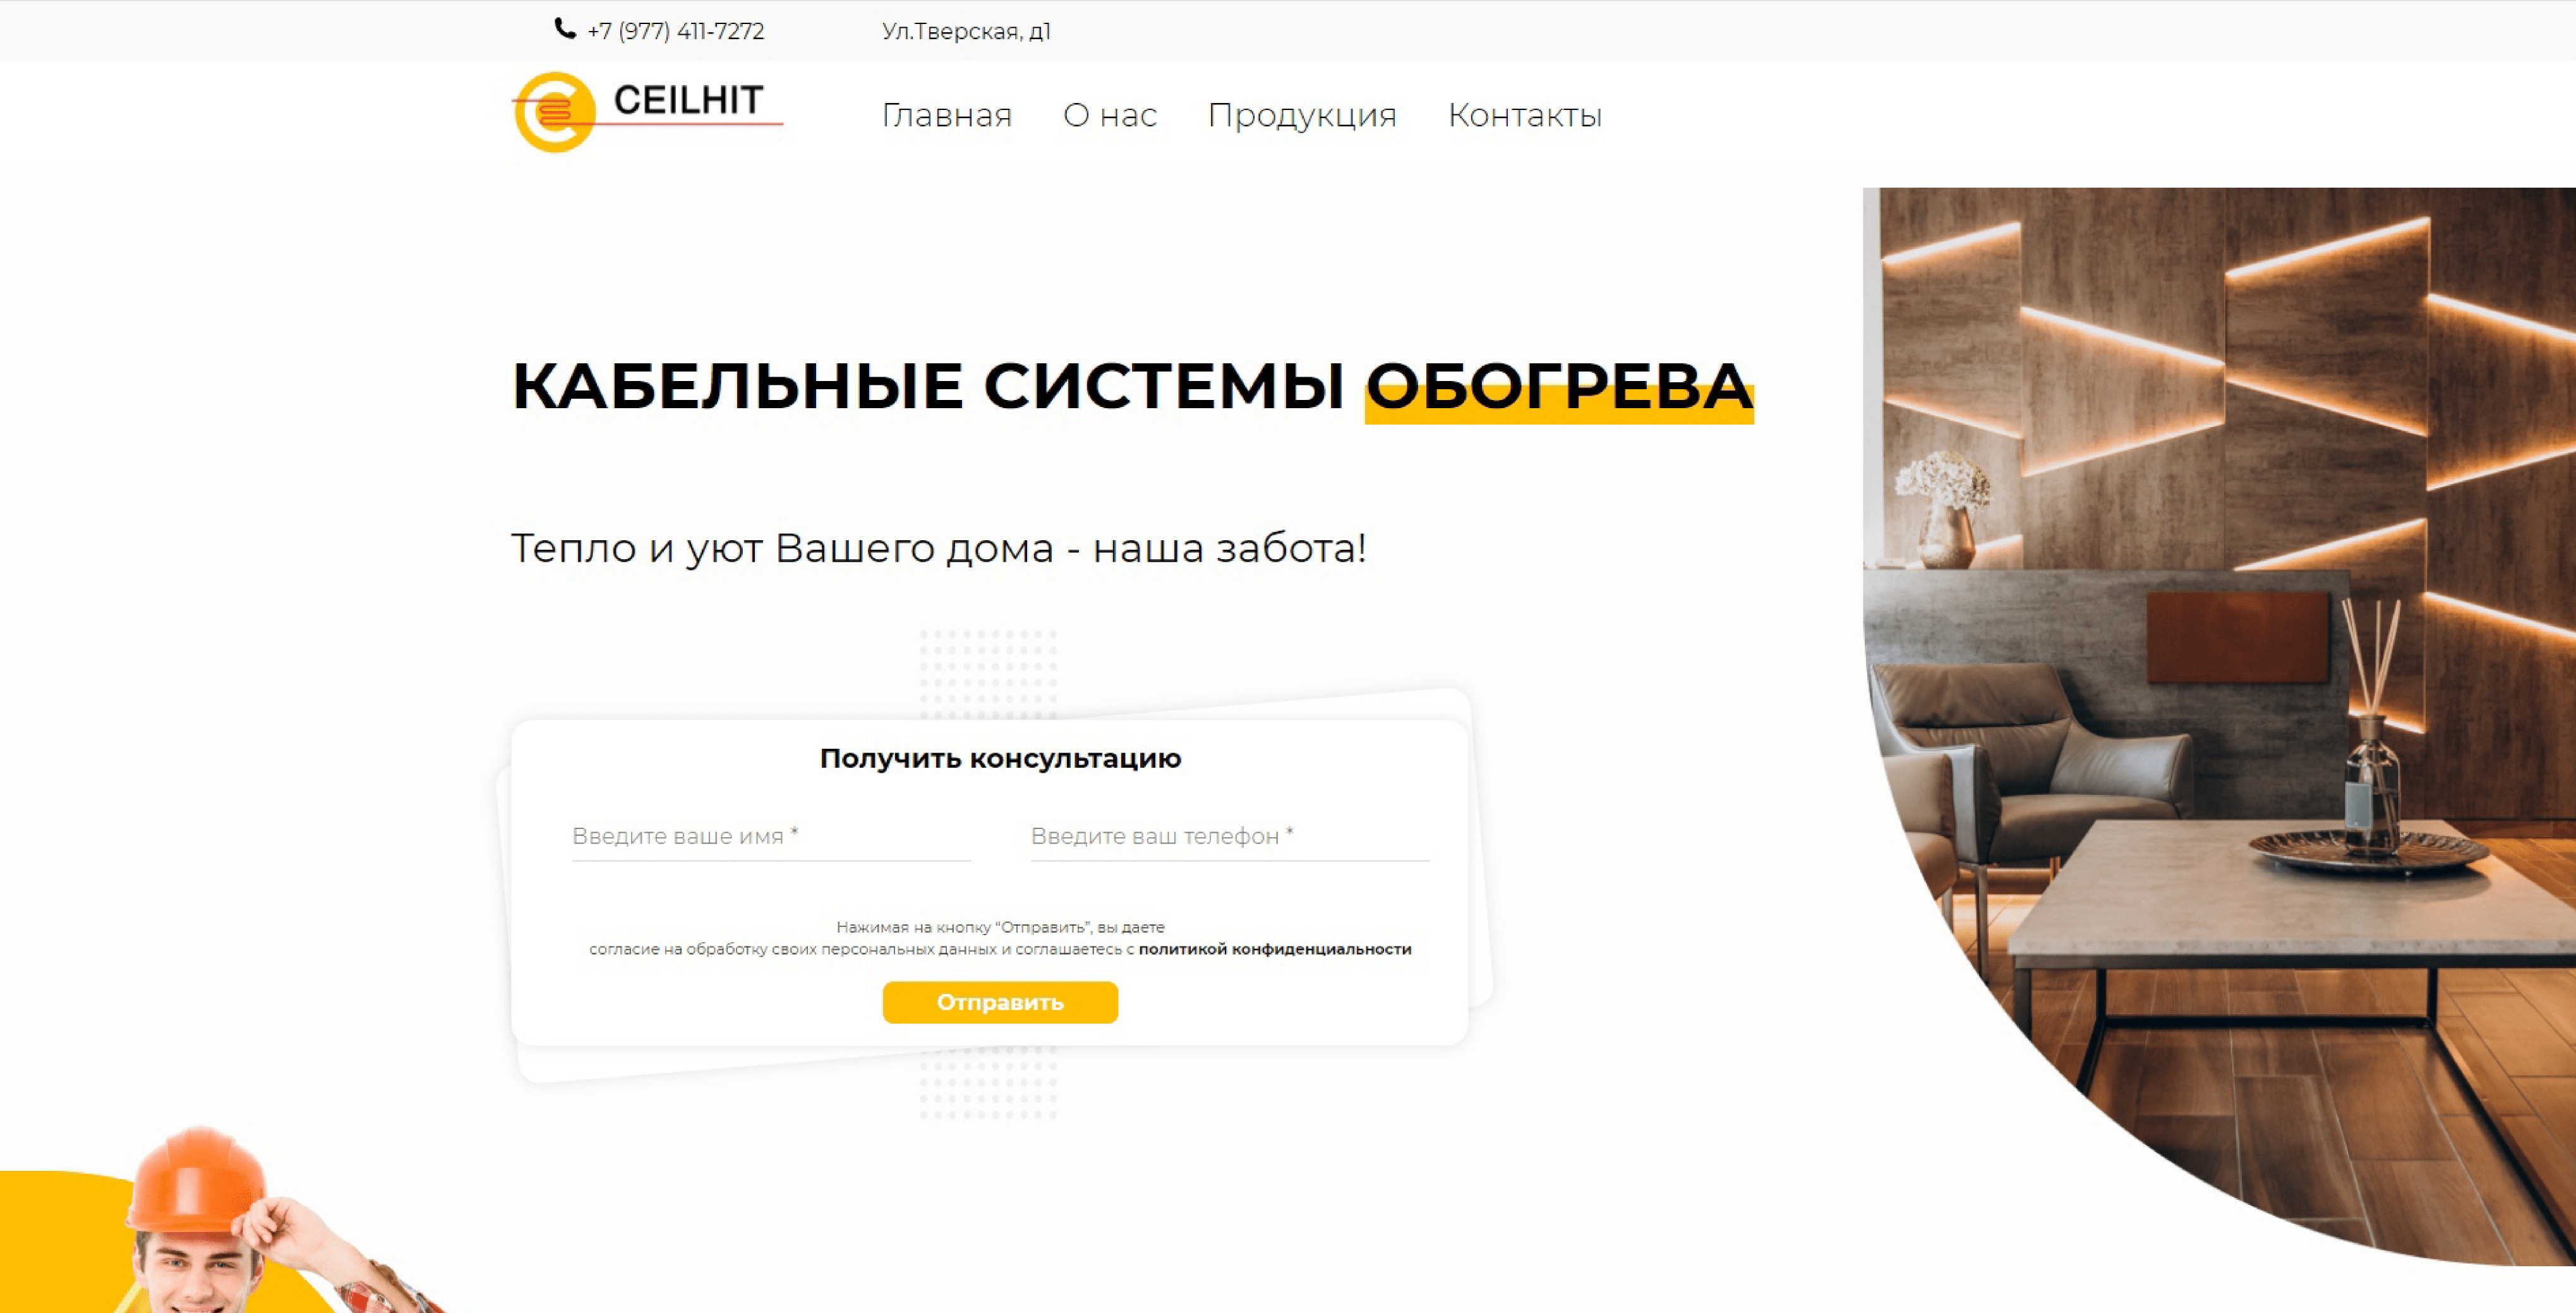 +7 (977) 411-7272
Ул.Тверская, д1
CEILHIT
Главная
О нас
Продукция
Контакты
КАБЕЛЬНЫЕ СИСТЕМЫ ОБОГРЕВА
Тепло и уют Вашего дома - наша забота!
Получить консультацию
Введите ваше имя *
Введите ваш телефон *
Нажимая на кнопку “Отправить”, вы даете
согласие на обработку своих персональных данных и соглашаетесь с политикой конфиденциальности
Отправить